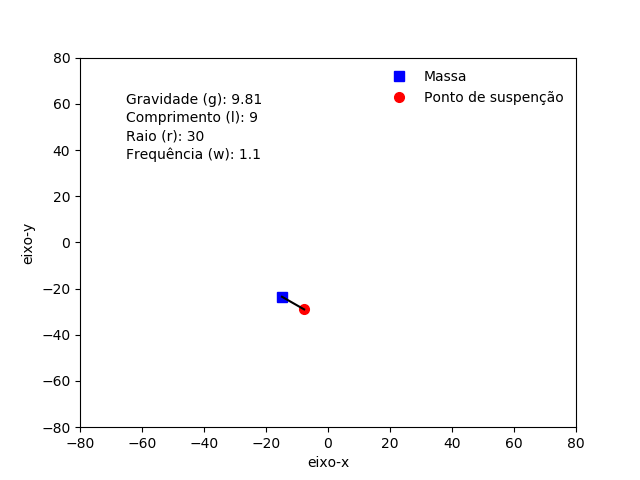 Massa
Ponto de suspenção
Gravidade (g): 9.81
Comprimento (l): 9
Raio (r): 30
Frequência (w): 1.1
80
60
40
20
0
−20
−40
−60
−80
eixo-y
−80
−60
−40
−20
0
20
40
60
80
eixo-x